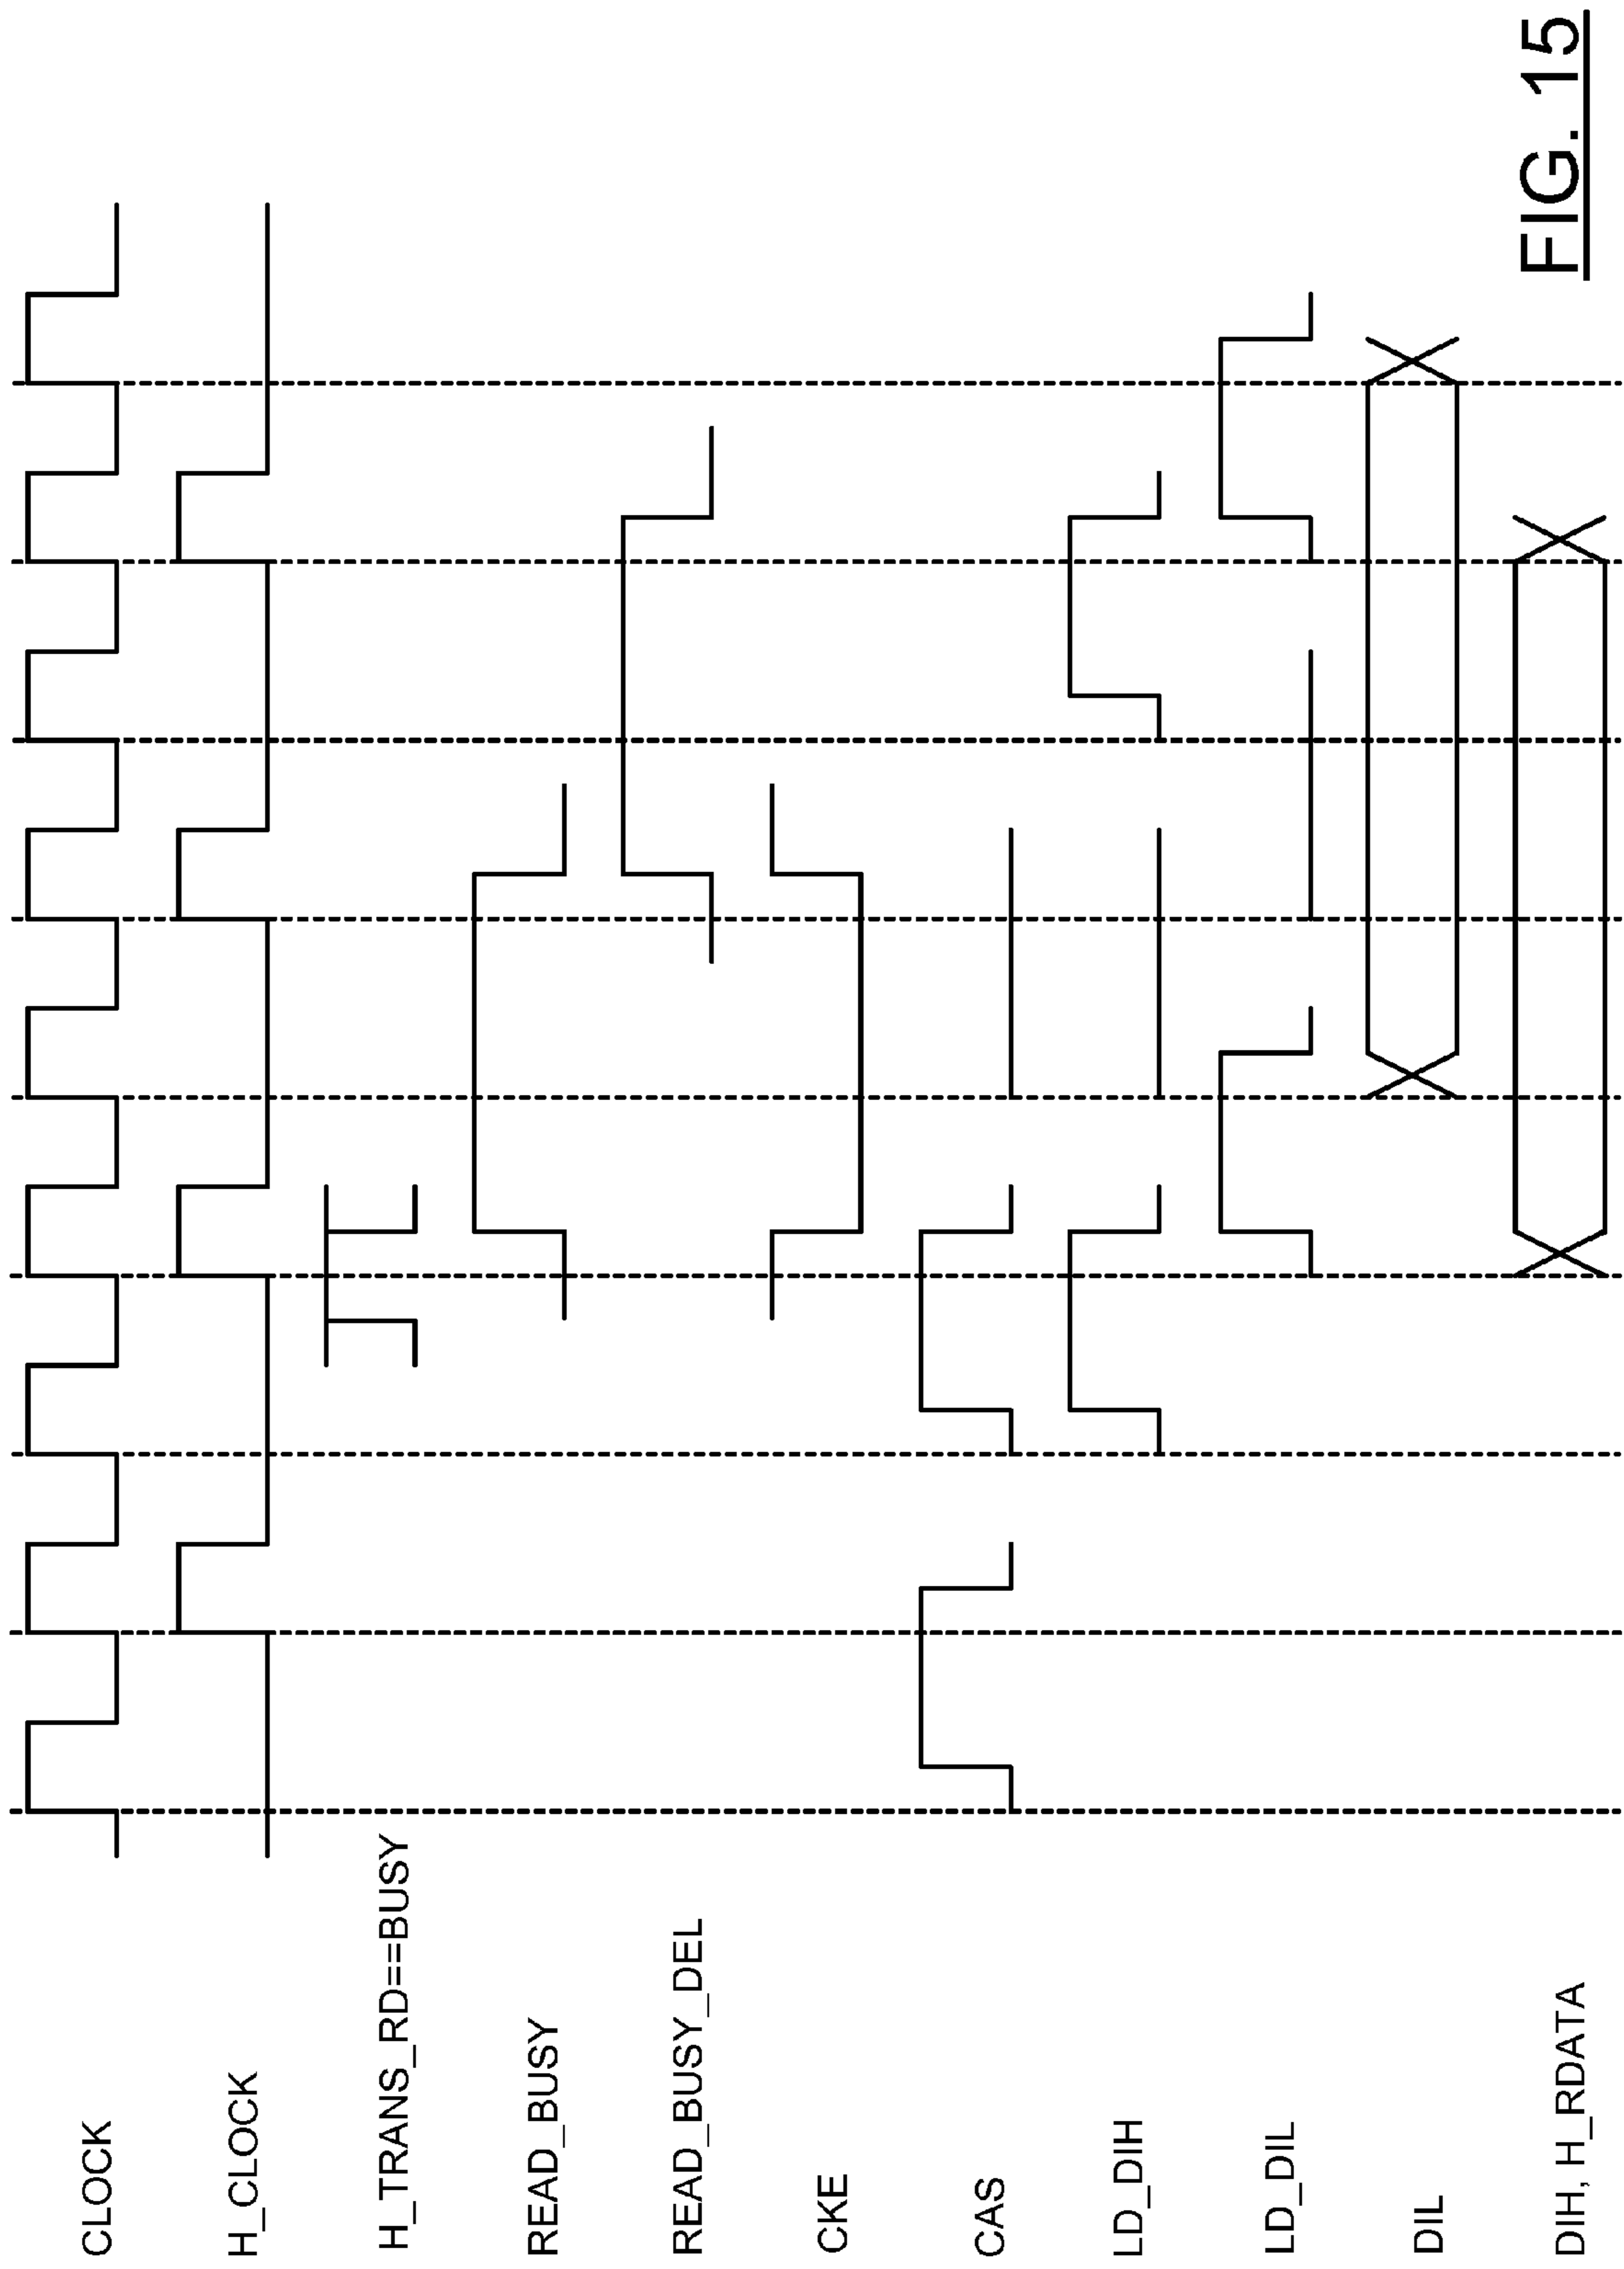 CLOCK
H_CLOCK
H_TRANS_RD==BUSY
READ_BUSY
READ_BUSY_DEL
CKE
CAS
LD_DIH
LD_DIL
DIL
DIH, H_RDATA
FIG. 15